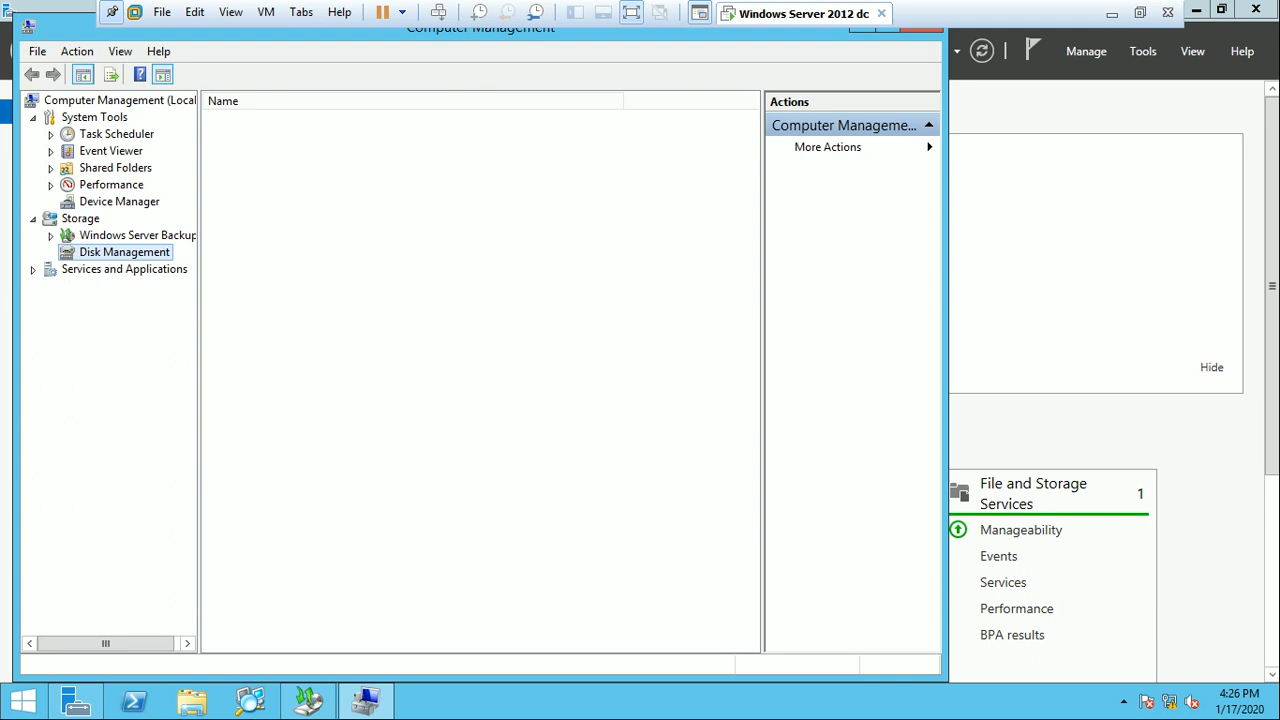 File Edit View VM Tabs Help
Windows Server 2012 dc
Computer Management
File Action View Help
Manage Tools View Help
Computer Management (Local
System Tools
Task Scheduler
Event Viewer
Shared Folders
Performance
Device Manager
Storage
Windows Server Backup
Disk Management
Services and Applications
Name
Actions
Computer Manageme...
More Actions
Hide
File and Storage
Services
1
Manageability
Events
Services
Performance
BPA results
4:26 PM
1/17/2020